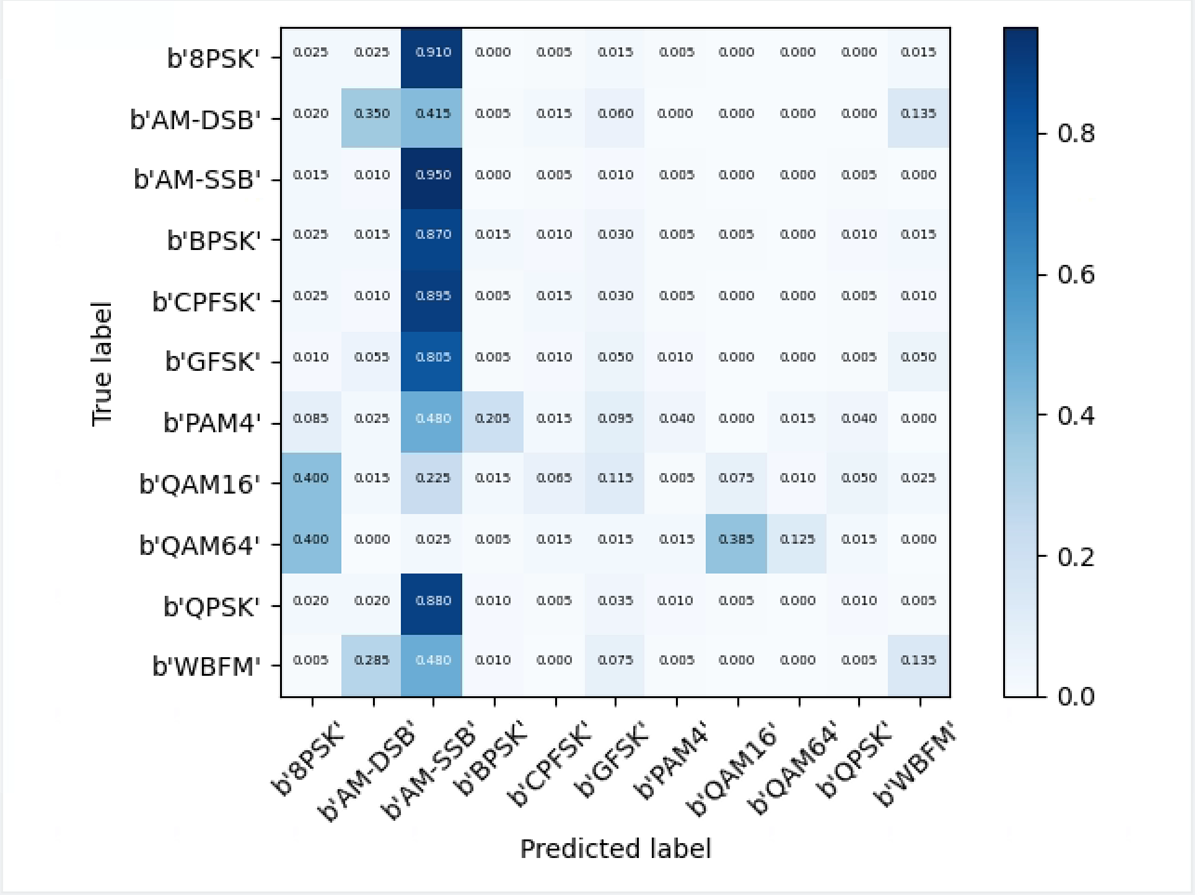 b'8PSK' 0.025 0.025 0.910 0.000 0.005 0.015 0.005 0.000 0.000 0.000 0.015
b'AM-DSB' 0.020 0.350 0.415 0.005 0.015 0.060 0.000 0.000 0.000 0.000 0.135
b'AM-SSB' 0.015 0.010 0.950 0.000 0.005 0.010 0.005 0.000 0.000 0.005 0.000
b'BPSK' 0.025 0.015 0.870 0.015 0.010 0.030 0.005 0.005 0.000 0.010 0.015
b'CPFSK' 0.025 0.010 0.895 0.005 0.015 0.030 0.005 0.000 0.000 0.005 0.010
b'GFSK' 0.010 0.055 0.805 0.005 0.010 0.050 0.010 0.000 0.000 0.005 0.050
b'PAM4' 0.085 0.025 0.480 0.205 0.015 0.095 0.040 0.000 0.015 0.040 0.000
b'QAM16' 0.400 0.015 0.225 0.015 0.065 0.115 0.005 0.075 0.010 0.050 0.025
b'QAM64' 0.400 0.000 0.025 0.005 0.015 0.015 0.015 0.385 0.125 0.015 0.000
b'QPSK' 0.020 0.020 0.880 0.010 0.005 0.035 0.010 0.005 0.000 0.010 0.005
b'WBFM' 0.005 0.285 0.480 0.010 0.000 0.075 0.005 0.000 0.000 0.005 0.135
True label
b'8PSK' b'AM-DSB' b'AM-SSB' b'BPSK' b'CPFSK' b'GFSK' b'PAM4' b'QAM16' b'QAM64' b'QPSK' b'WBFM'
Predicted label
0.8
0.6
0.4
0.2
0.0